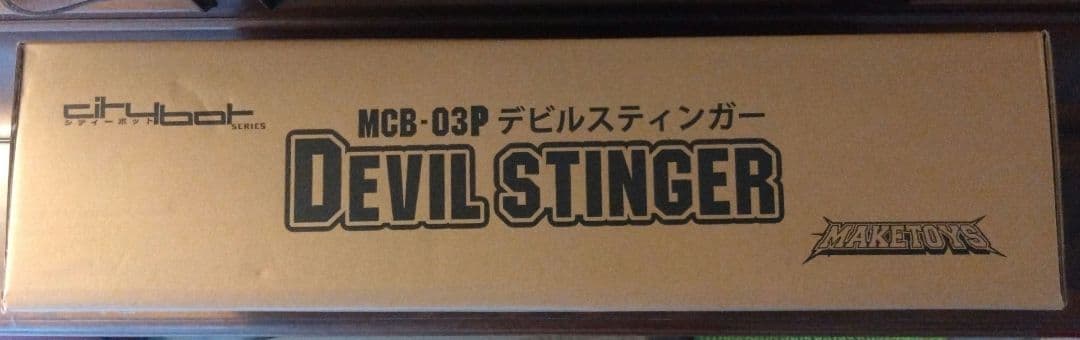 citybot
シティーボット SERIES
MCB-03P デビルスティンガー
DEVIL STINGER
MAKETOYS